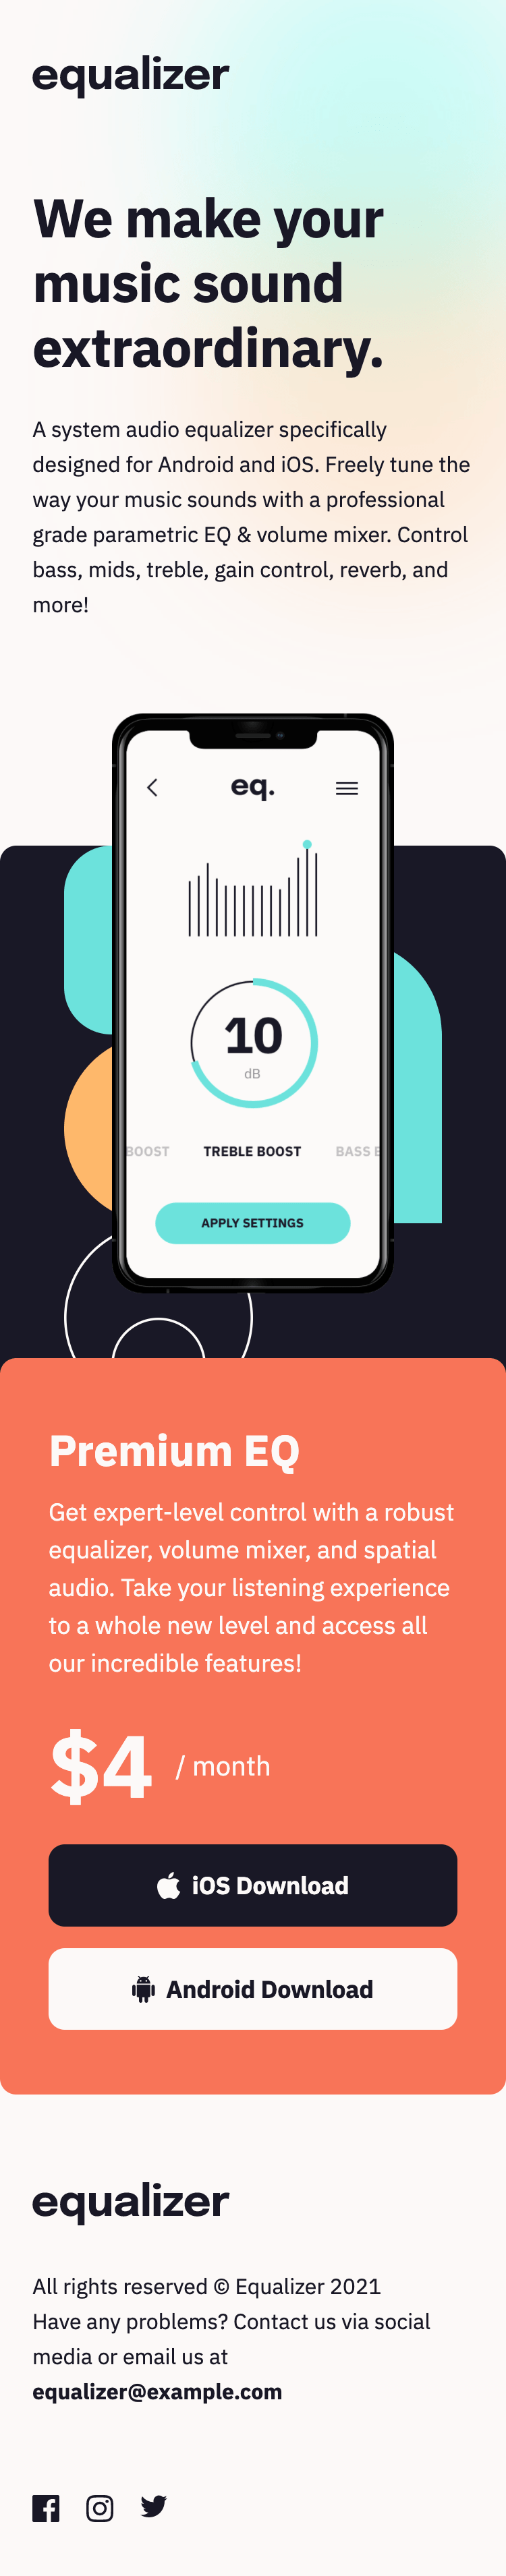 equalizer
We make your
music sound
extraordinary.
A system audio equalizer specifically
designed for Android and iOS. Freely tune the
way your music sounds with a professional
grade parametric EQ & volume mixer. Control
bass, mids, treble, gain control, reverb, and
more!
eq.
10
dB
BOOST TREBLE BOOST BASS
APPLY SETTINGS
Premium EQ
Get expert-level control with a robust
equalizer, volume mixer, and spatial
audio. Take your listening experience
to a whole new level and access all
our incredible features!
$4 / month
iOS Download
Android Download
equalizer
All rights reserved © Equalizer 2021
Have any problems? Contact us via social
media or email us at
equalizer@example.com